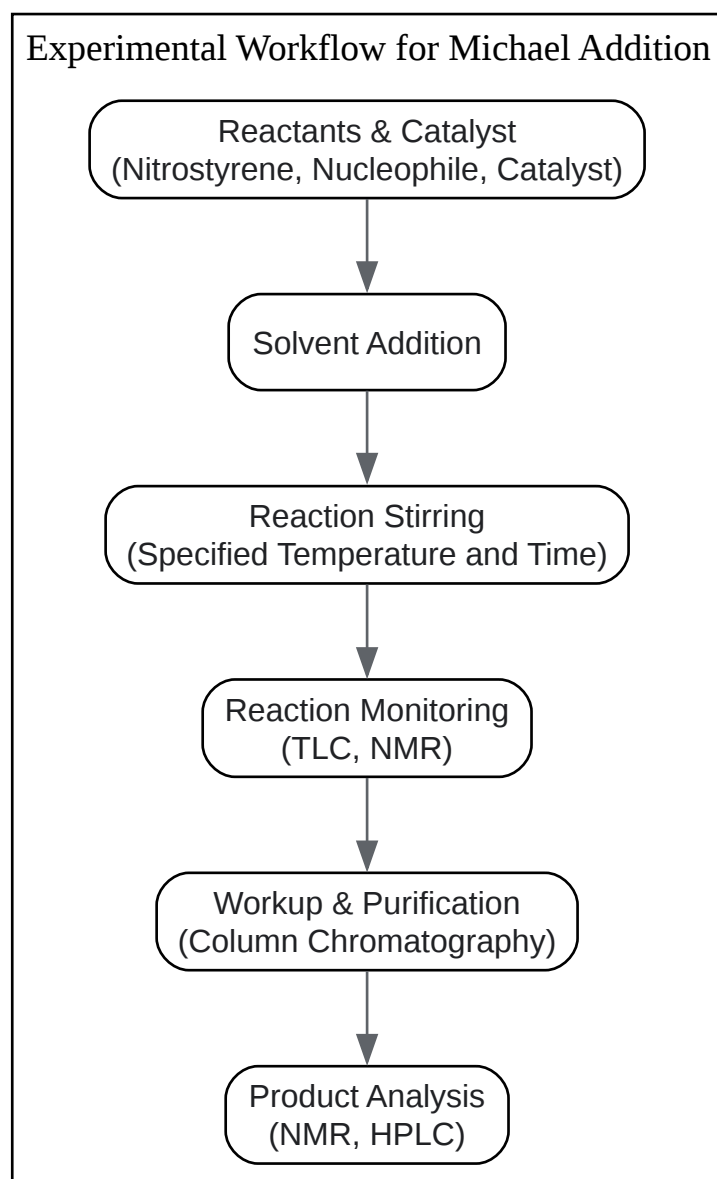 Experimental Workflow for Michael Addition
Reactants & Catalyst
(Nitrostyrene, Nucleophile, Catalyst)
Solvent Addition
Reaction Stirring
(Specified Temperature and Time)
Reaction Monitoring
(TLC, NMR)
Workup & Purification
(Column Chromatography)
Product Analysis
(NMR, HPLC)